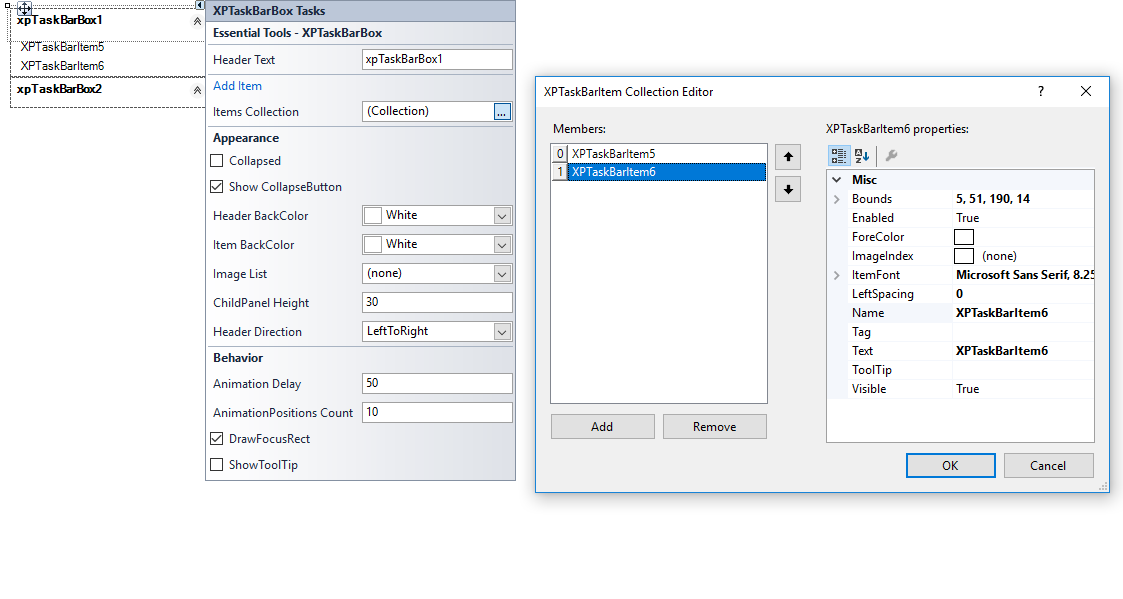 xpTaskBarBox1
XPTaskBarItem5
XPTaskBarItem6
xpTaskBarBox2
XPTaskBarBox Tasks
Essential Tools - XPTaskBarBox
Header Text xpTaskBarBox1
Add Item
Items Collection (Collection) ...
Appearance
Collapsed
Show CollapseButton
Header BackColor White
Item BackColor White
Image List (none)
ChildPanel Height 30
Header Direction LeftToRight
Behavior
Animation Delay 50
AnimationPositions Count 10
DrawFocusRect
ShowToolTip
XPTaskBarItem Collection Editor ?
Members:
0 XPTaskBarItem5
1 XPTaskBarItem6
Add Remove
XPTaskBarItem6 properties:
Misc
Bounds 5, 51, 190, 14
Enabled True
ForeColor
ImageIndex (none)
ItemFont Microsoft Sans Serif, 8.25
LeftSpacing 0
Name XPTaskBarItem6
Tag
Text XPTaskBarItem6
ToolTip
Visible True
OK Cancel